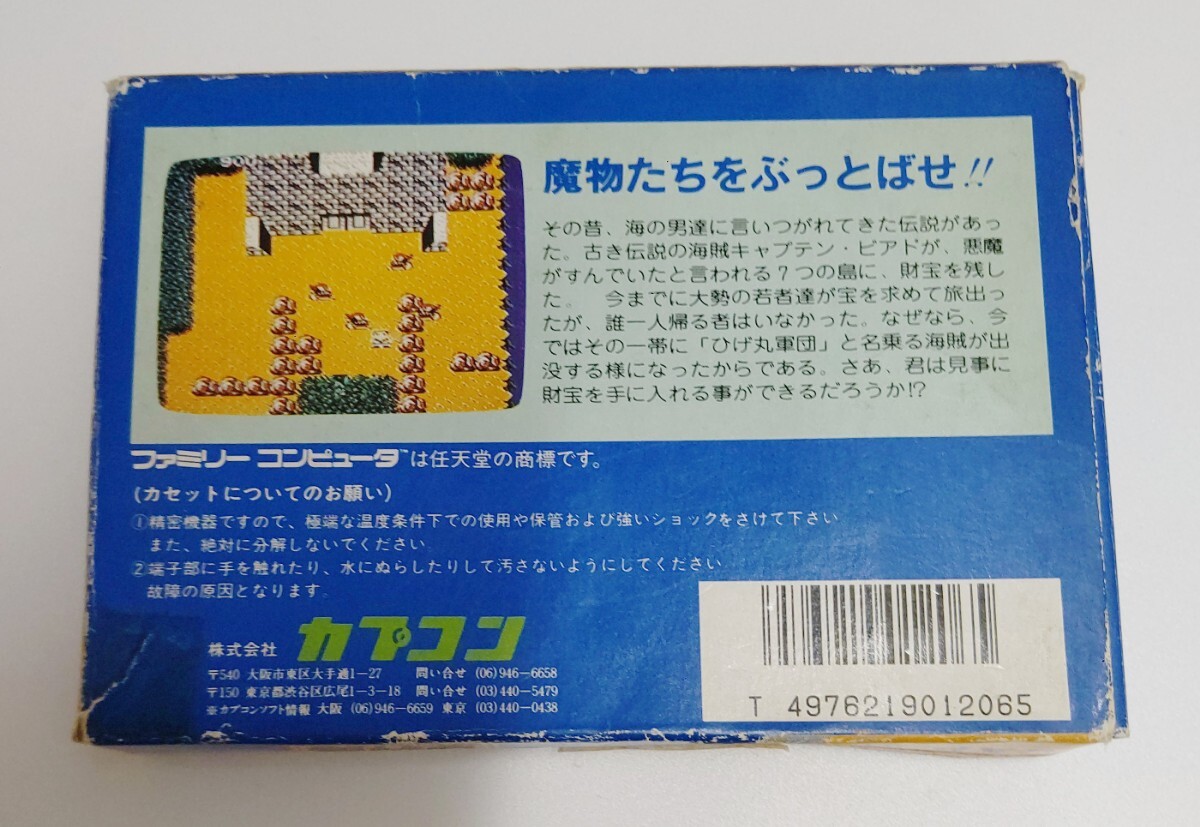 900
魔物たちをぶっとばせ!!
その昔、海の男達に言いつがれてきた伝説があっ
た。古き伝説の海賊キャプテン・ビアドが、悪魔
がすんでいたと言われる7つの島に、財宝を残し
た。　今までに大勢の若者達が宝を求めて旅出っ
たが、誰一人帰る者はいなかった。なぜなら、今
ではその一帯に「ひげ丸軍団」と名乗る海賊が出
没する様になったからである。さあ、君は見事に
財宝を手に入れる事ができるだろうか!?
ファミリーコンピュータ™は任天堂の商標です。
(カセットについてのお願い)
①精密機器ですので、極端な温度条件下での使用や保管および強いショックをさけて下さい
また、絶対に分解しないでください
②端子部に手を触れたり、水にぬらしたりして汚さないようにしてください
故障の原因となります。
株式会社 カプコン
〒540 大阪市東区大手通1-27 問い合せ (06)946-6658
〒150 東京都渋谷区広尾1-3-18 問い合せ (03)440-5479
※カプコンソフト情報 大阪 (06)946-6659 東京 (03)440-0438
T 4976219012065